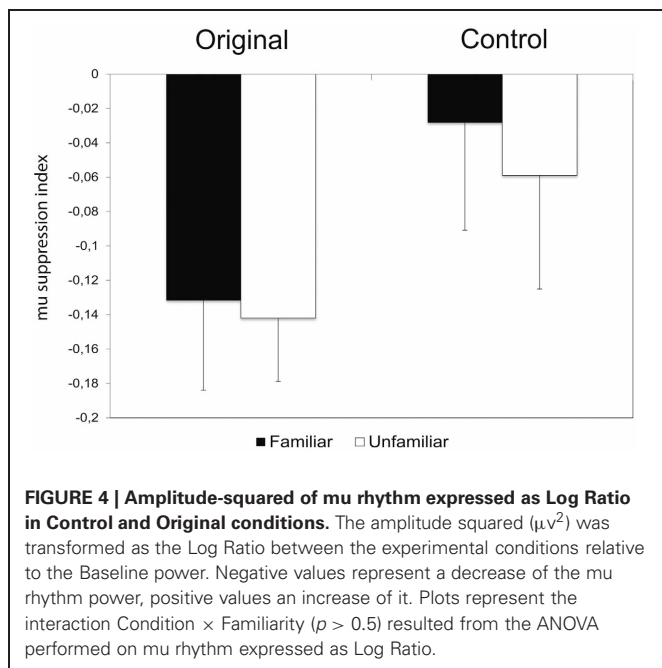 Original Control
0
-0,02
-0,04
-0,06
-0,08
-0,1
-0,12
-0,14
-0,16
-0,18
-0,2
mu suppression index
Familiar Unfamiliar
FIGURE 4 | Amplitude-squared of mu rhythm expressed as Log Ratio
in Control and Original conditions. The amplitude squared (μv²) was
transformed as the Log Ratio between the experimental conditions relative
to the Baseline power. Negative values represent a decrease of the mu
rhythm power, positive values an increase of it. Plots represent the
interaction Condition × Familiarity (p > 0.5) resulted from the ANOVA
performed on mu rhythm expressed as Log Ratio.